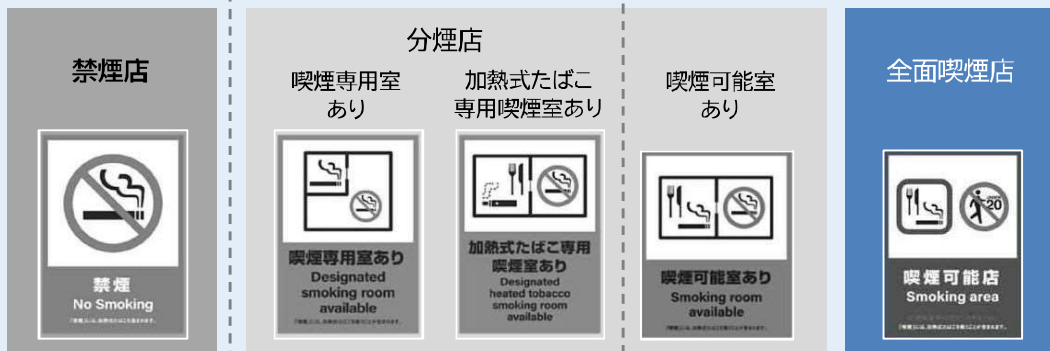 禁煙店
分煙店
喫煙専用室
あり
加熱式たばこ
専用喫煙室あり
喫煙可能室
あり
全面喫煙店
禁煙
No Smoking
喫煙専用室あり
Designated
smoking room
available
加熱式たばこ専用
喫煙室あり
Designated
heated tobacco
smoking room
available
喫煙可能室あり
Smoking room
available
20
喫煙可能店
Smoking area